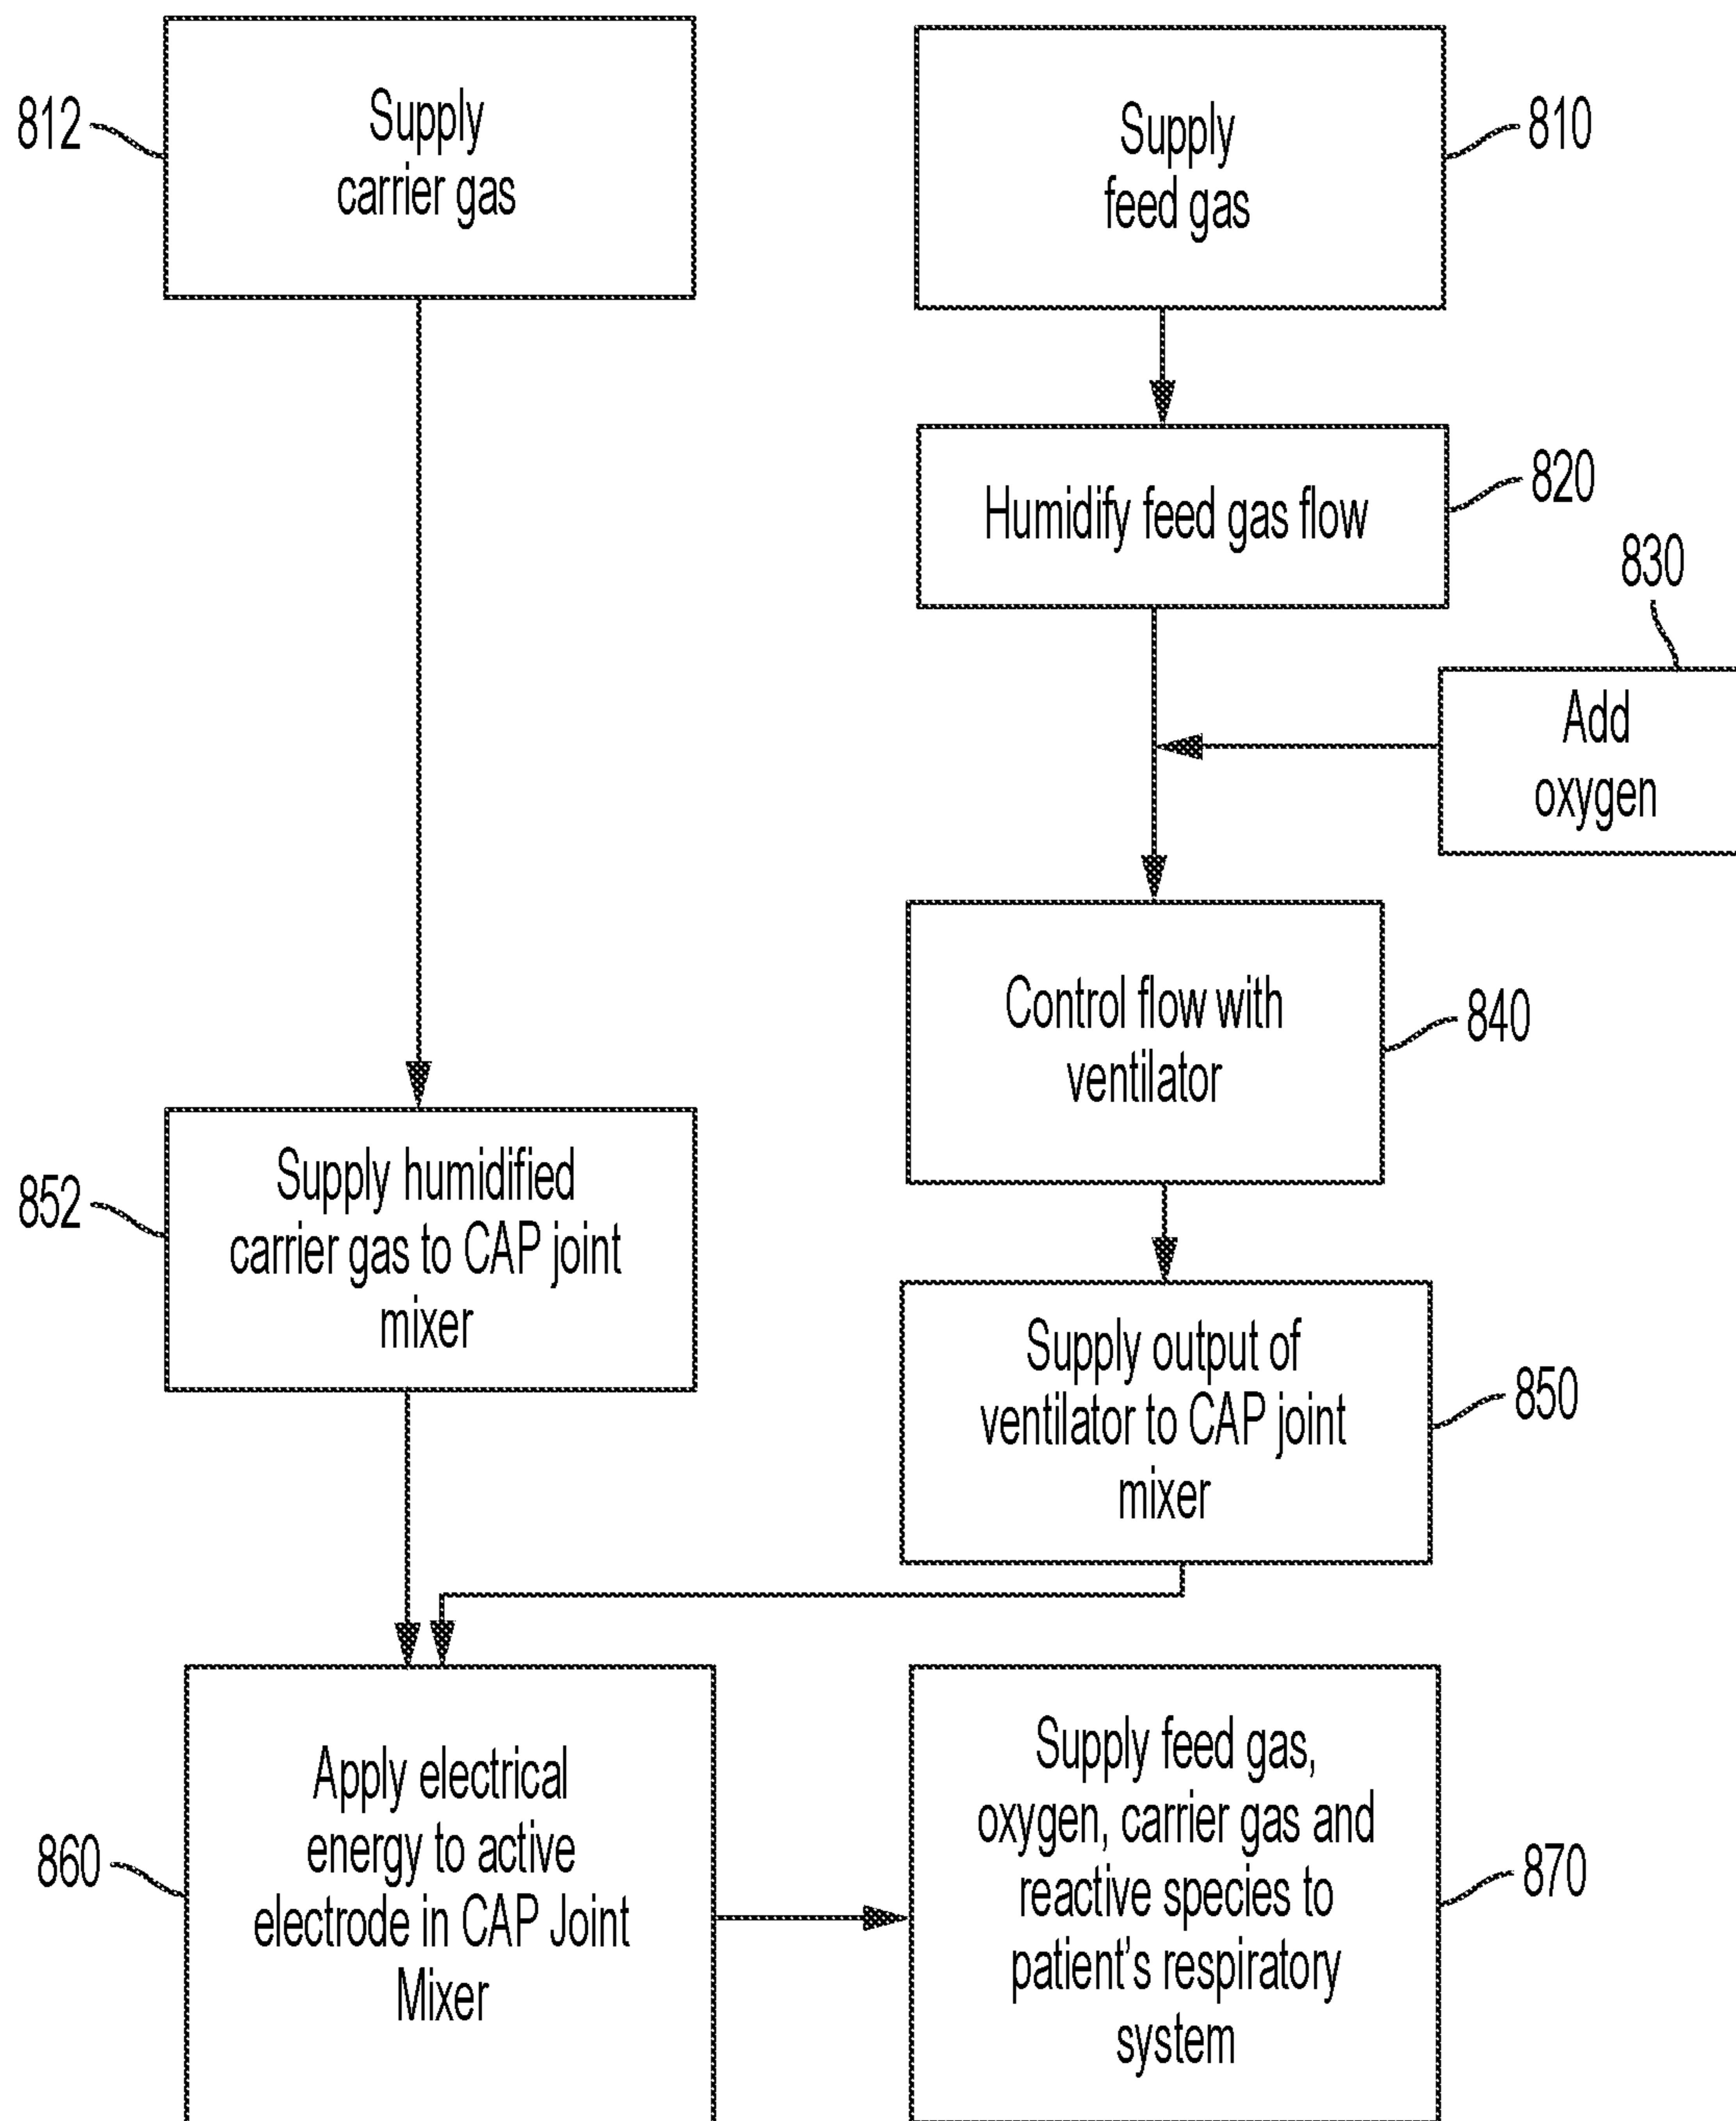 812
Supply
carrier gas
Supply
feed gas
810
Humidify feed gas flow
820
830
Add
oxygen
Control flow with
ventilator
840
852
Supply humidified
carrier gas to CAP joint
mixer
Supply output of
ventilator to CAP joint
mixer
850
860
Apply electrical
energy to active
electrode in CAP Joint
Mixer
Supply feed gas,
oxygen, carrier gas and
reactive species to
patient's respiratory
system
870